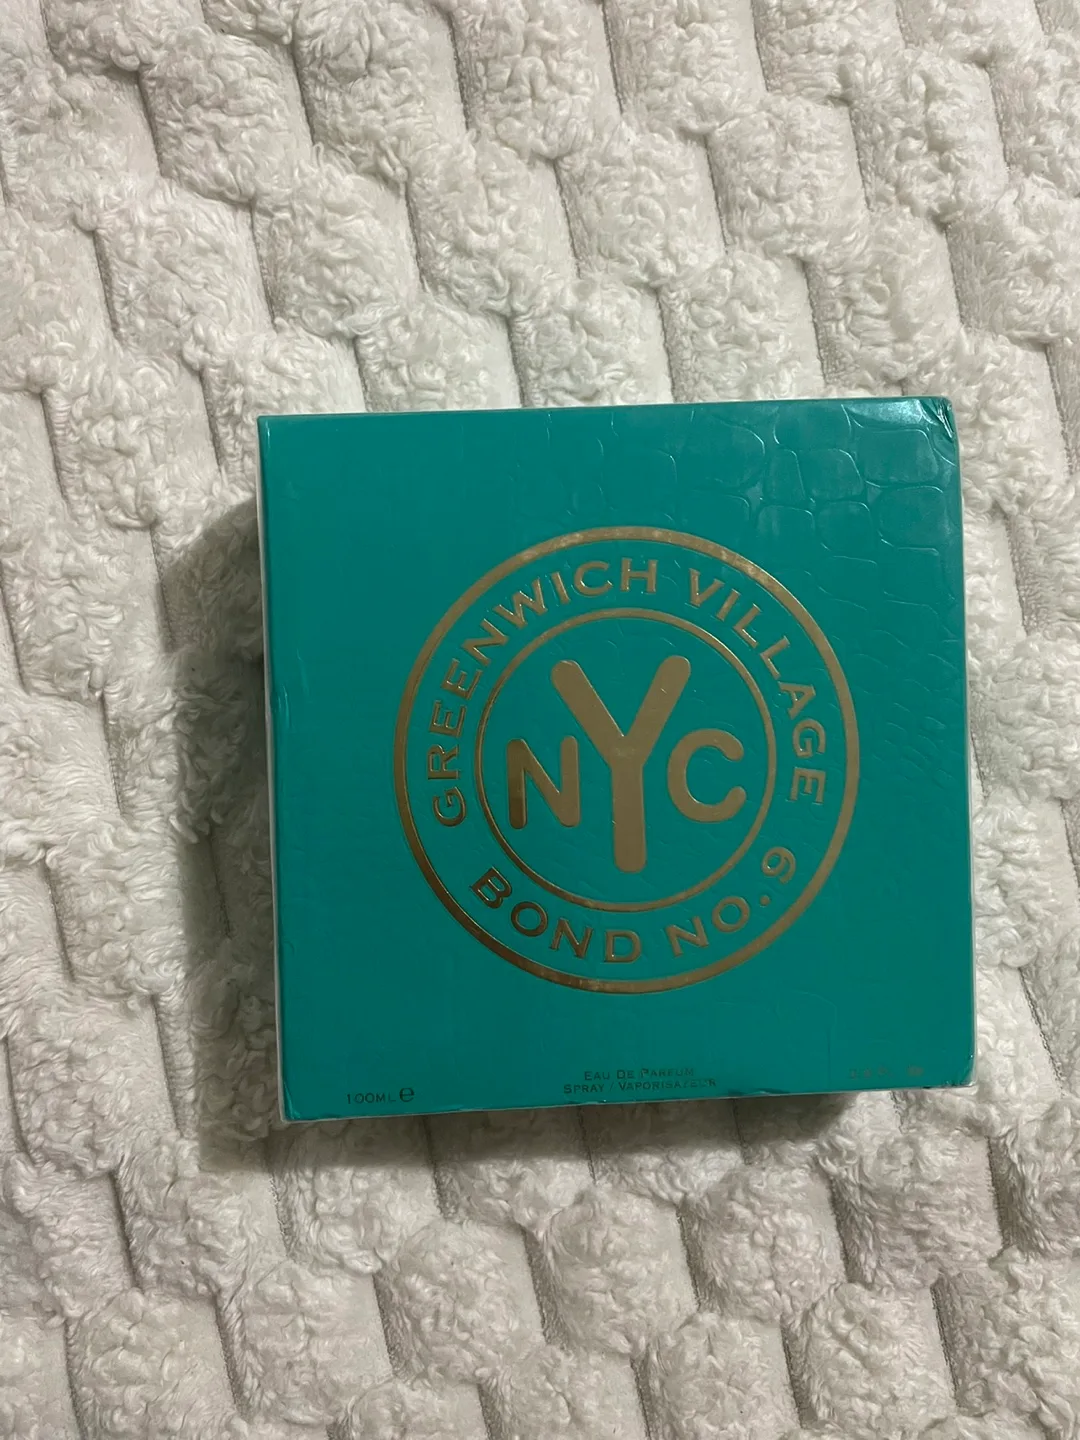 GREENWICH VILLAGE
NYC
BOND NO. 9
EAU DE PARFUM
SPRAY / VAPORISATEUR
100ML e